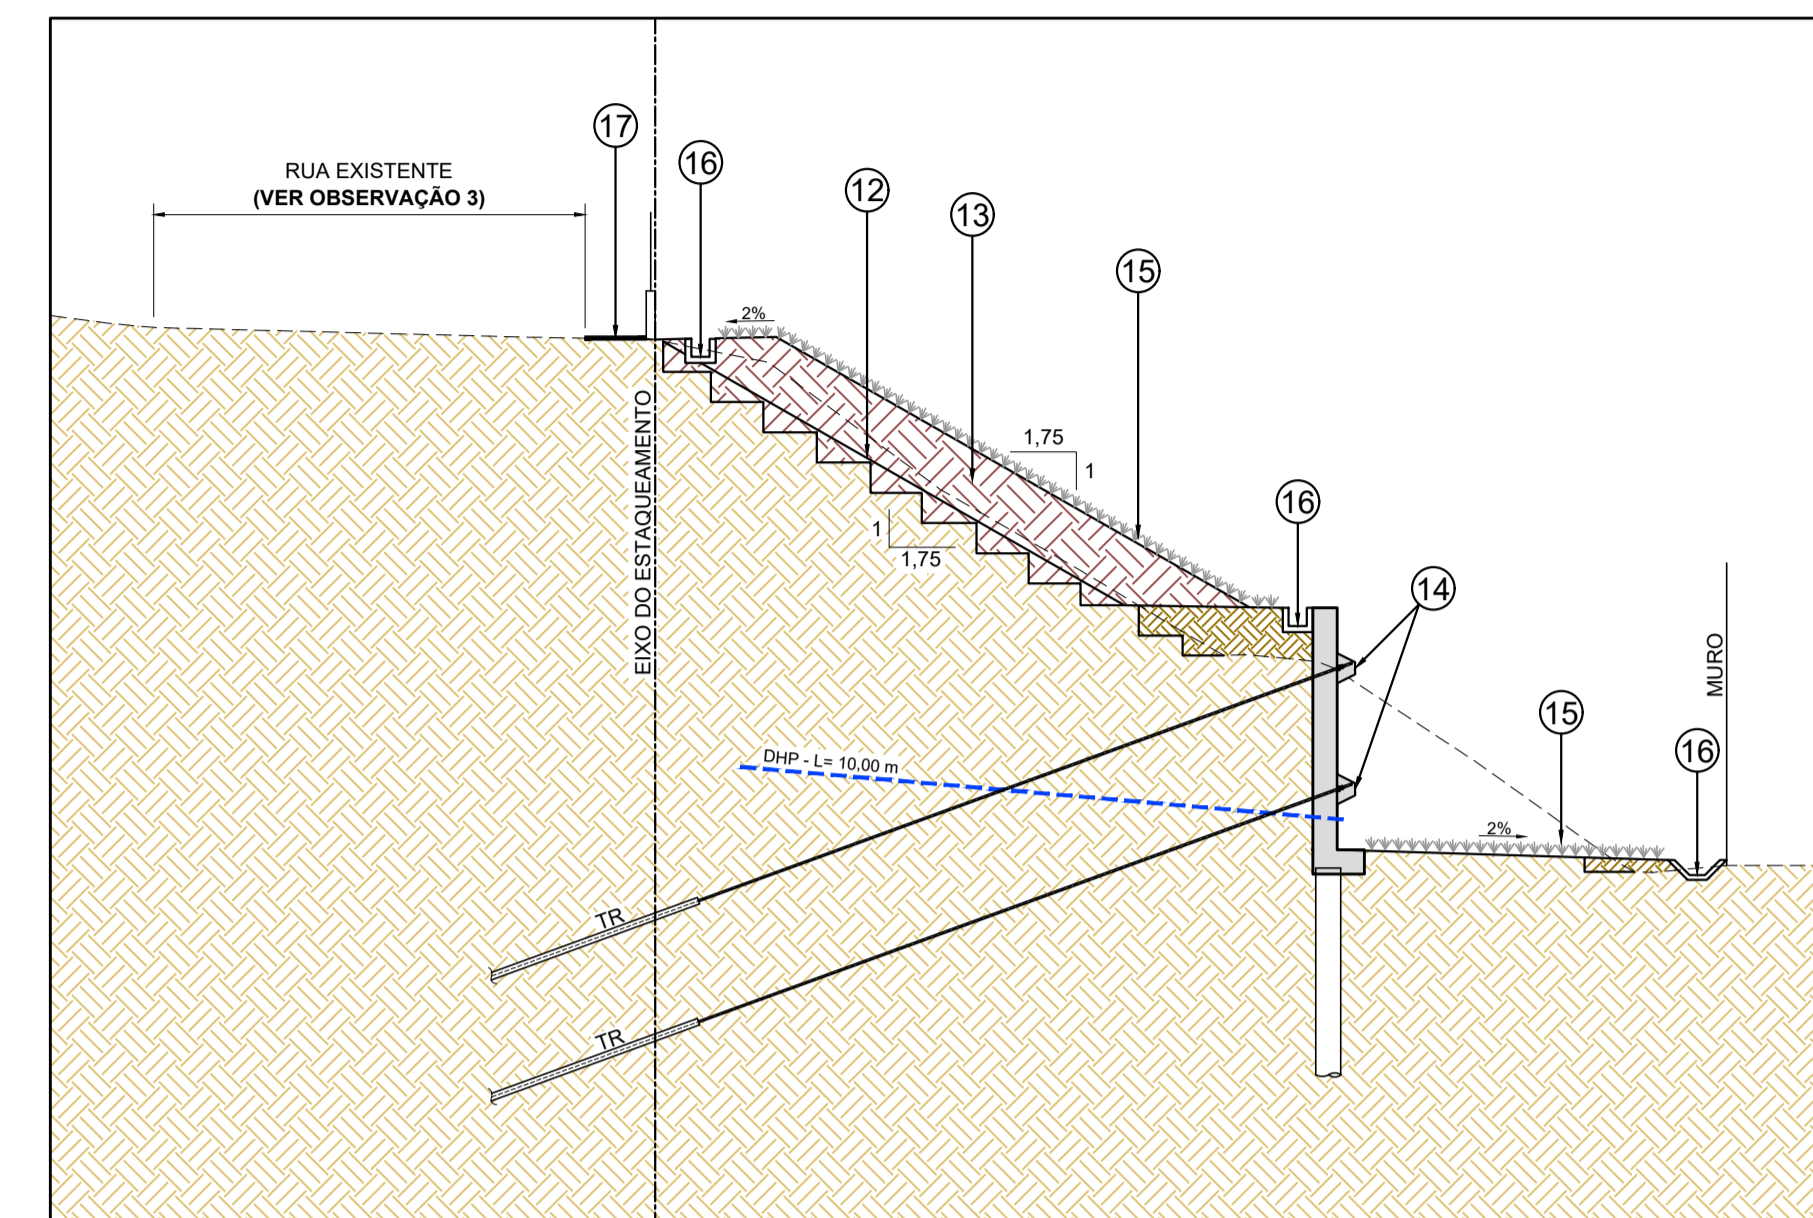 17
16
RUA EXISTENTE
(VER OBSERVAÇÃO 3)
12
13
15
2%
1,75
1
EIXO DO ESTAQUEAMENTO
1
1,75
16
14
MURO
15
16
DHP - L= 10,00 m
2%
TR
TR